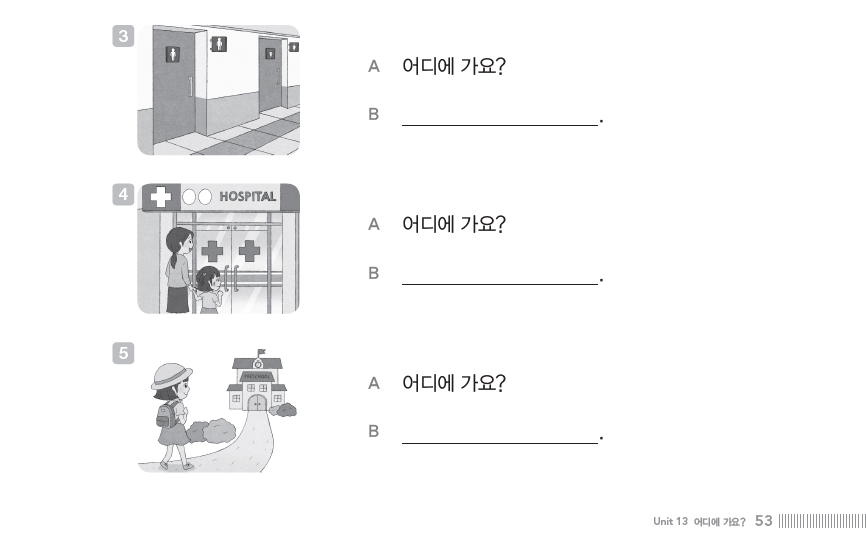 3
A 어디에 가요?
B .
4
HOSPITAL
A 어디에 가요?
B .
5
PRESCHOOL
A 어디에 가요?
B .
Unit 13 어디에 가요? 53